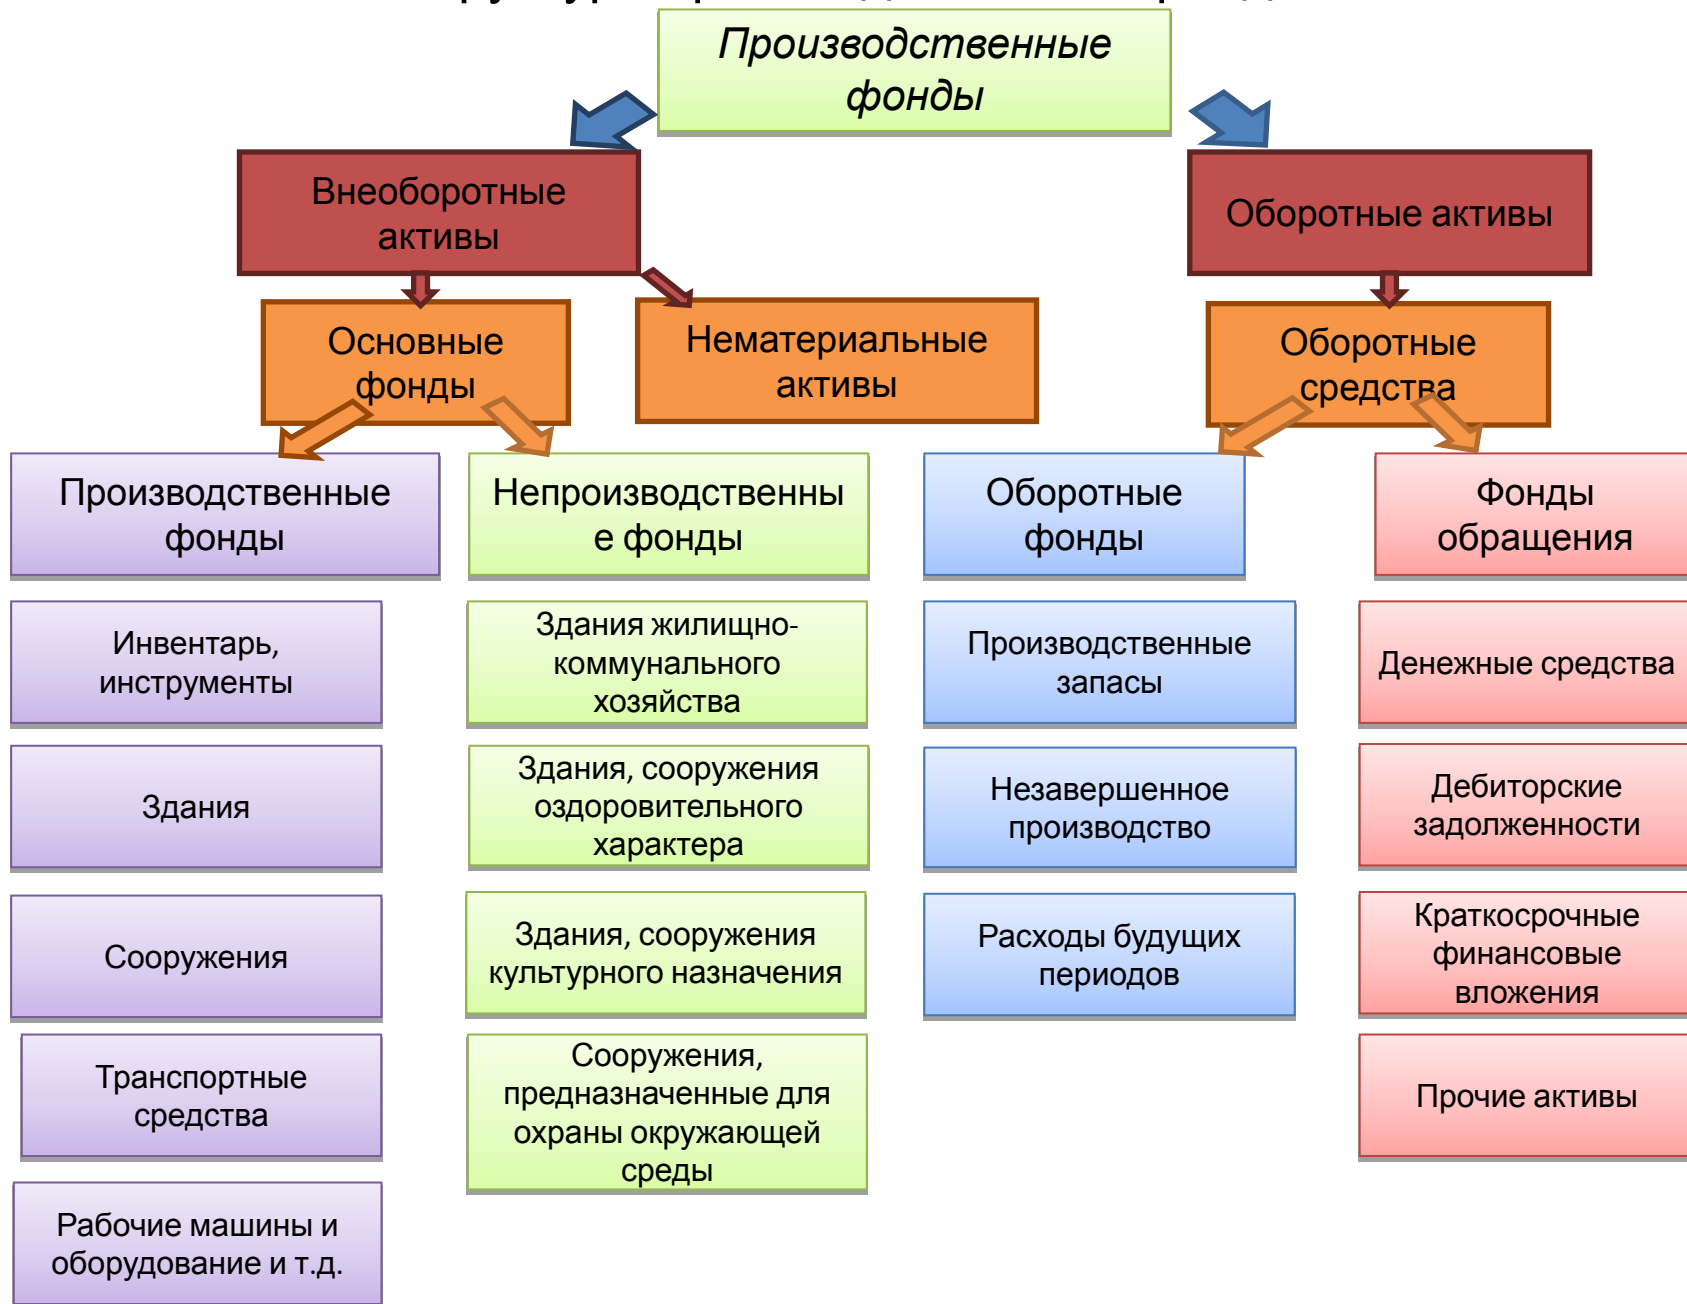 Производственные
фонды
Внеоборотные
активы
Оборотные активы
Основные
фонды
Нематериальные
активы
Оборотные
средства
Производственные
фонды
Непроизводственны
е фонды
Оборотные
фонды
Фонды
обращения
Инвентарь,
инструменты
Здания жилищно-
коммунального
хозяйства
Производственные
запасы
Денежные средства
Здания
Здания, сооружения
оздоровительного
характера
Незавершенное
производство
Дебиторские
задолженности
Сооружения
Здания, сооружения
культурного назначения
Расходы будущих
периодов
Краткосрочные
финансовые
вложения
Транспортные
средства
Сооружения,
предназначенные для
охраны окружающей
среды
Прочие активы
Рабочие машины и
оборудование и т.д.